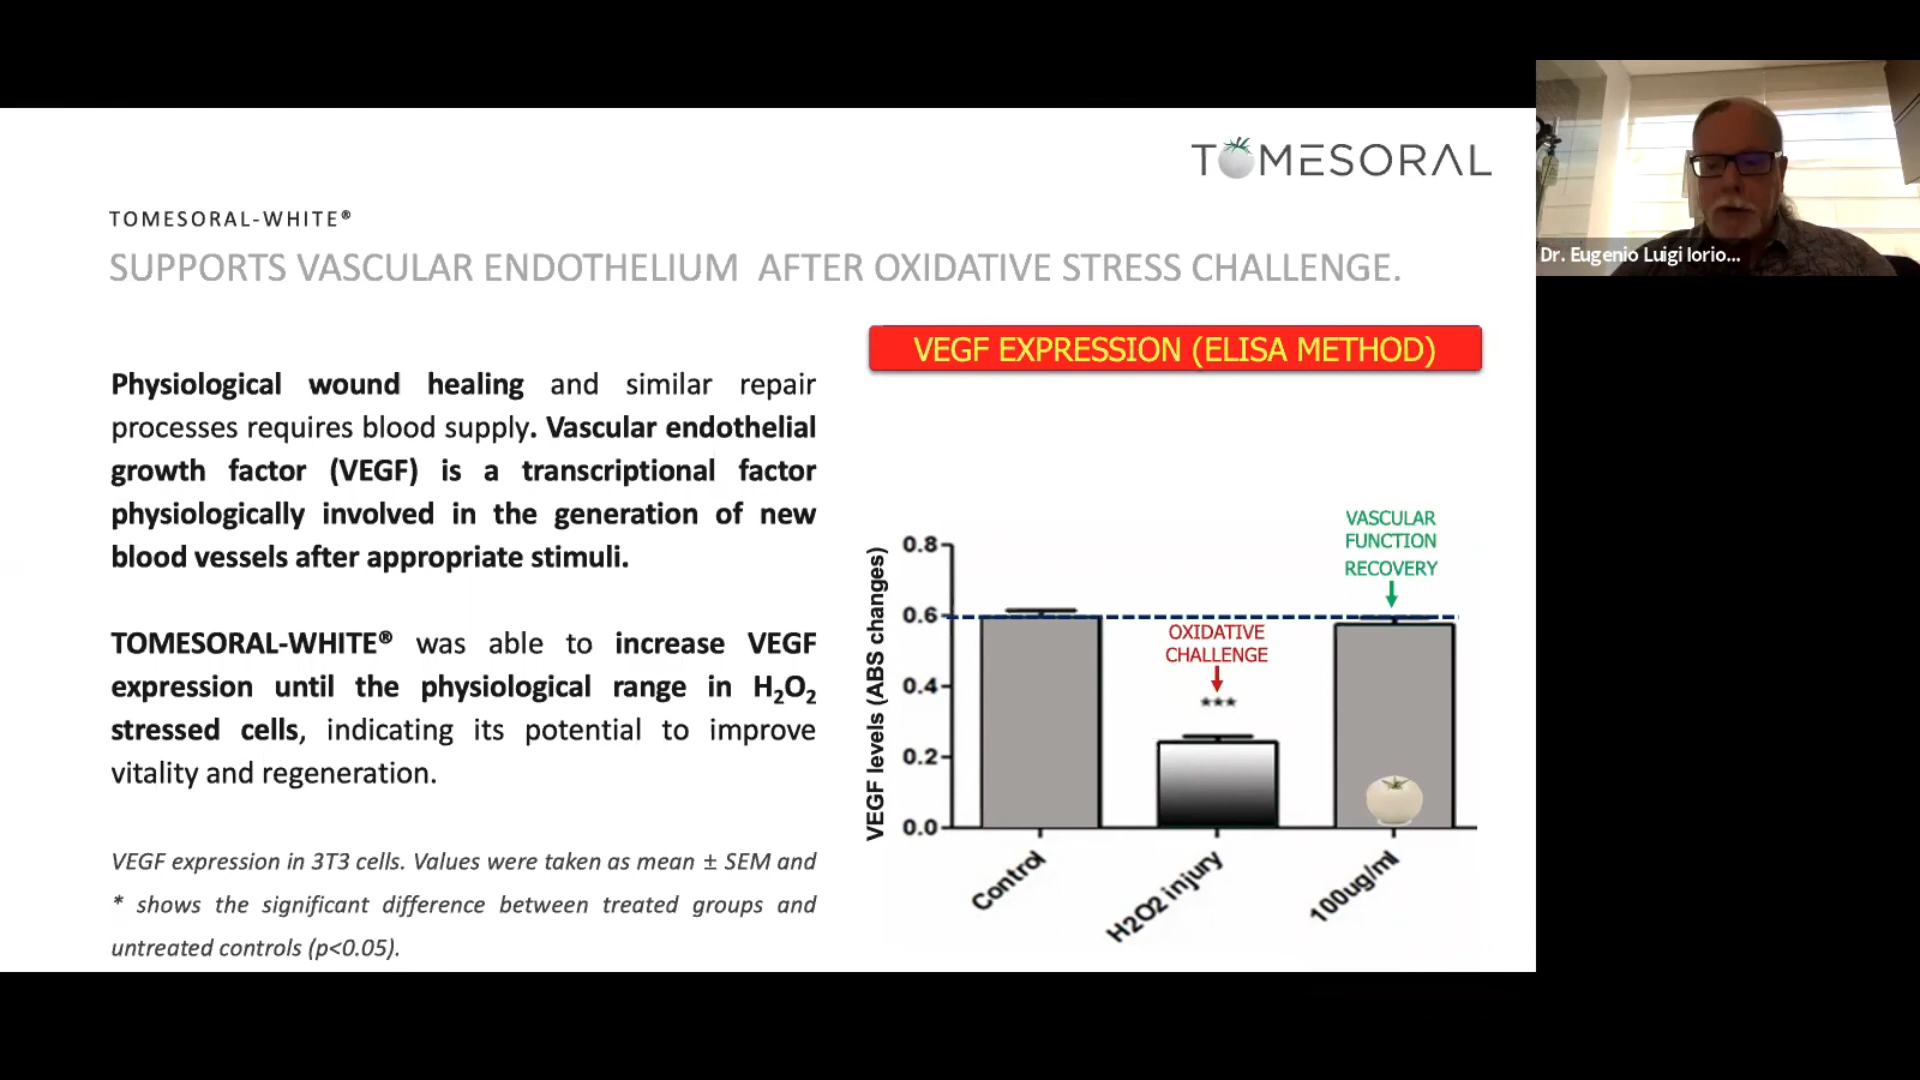 TOMESORAL
TOMESORAL-WHITE®
SUPPORTS VASCULAR ENDOTHELIUM AFTER OXIDATIVE STRESS CHALLENGE.
Physiological wound healing and similar repair
processes requires blood supply. Vascular endothelial
growth factor (VEGF) is a transcriptional factor
physiologically involved in the generation of new
blood vessels after appropriate stimuli.
TOMESORAL-WHITE® was able to increase VEGF
expression until the physiological range in H₂O₂
stressed cells, indicating its potential to improve
vitality and regeneration.
VEGF expression in 3T3 cells. Values were taken as mean ± SEM and
* shows the significant difference between treated groups and
untreated controls (p<0.05).
VEGF EXPRESSION (ELISA METHOD)
VASCULAR
FUNCTION
RECOVERY
OXIDATIVE
CHALLENGE
***
VEGF levels (ABS changes)
0.8
0.6
0.4
0.2
0.0
Control
H2O2 injury
100ug/ml
Dr. Eugenio Luigi Iorio...